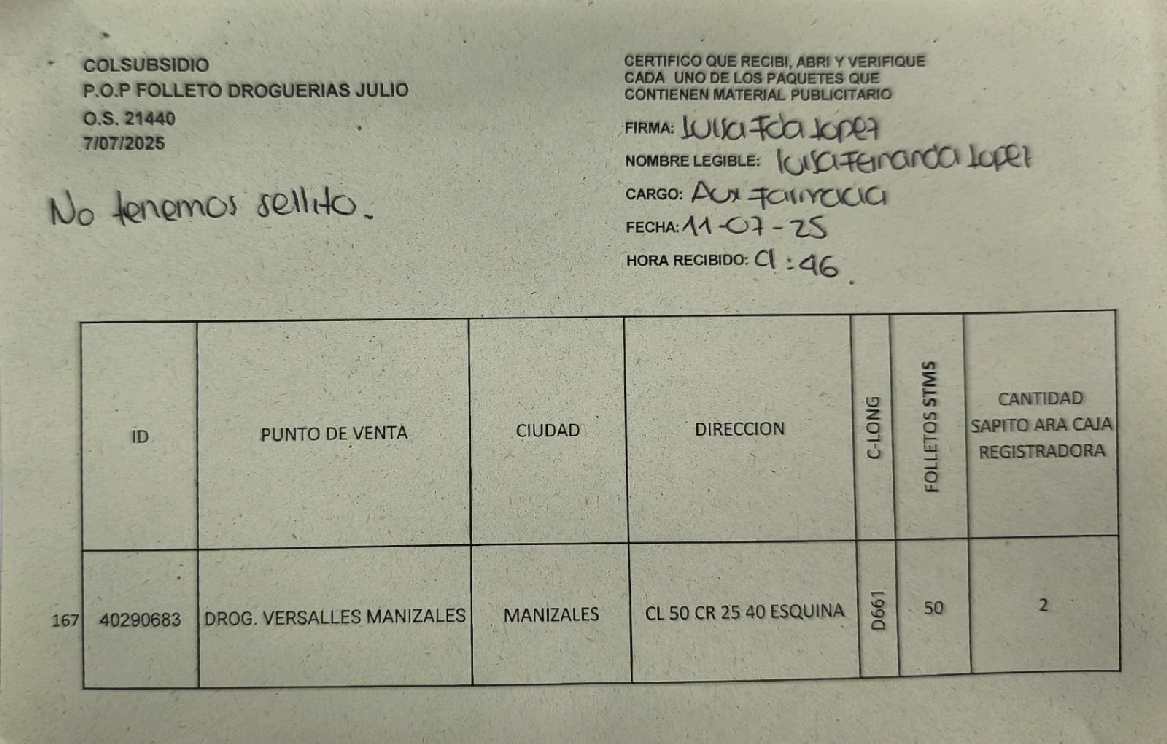 COLSUBSIDIO
P.O.P FOLLETO DROGUERIAS JULIO
O.S. 21440
7/07/2025
No tenemos sellito.
CERTIFICO QUE RECIBI, ABRI Y VERIFIQUE
CADA UNO DE LOS PAQUETES QUE
CONTIENEN MATERIAL PUBLICITARIO
FIRMA: Luisa Fda Lopez
NOMBRE LEGIBLE: Luisa Fernanda Lopez
CARGO: Aux Farmacia
FECHA: 11-07-25
HORA RECIBIDO: 9:46
ID
PUNTO DE VENTA
CIUDAD
DIRECCION
C-LONG
FOLLETOS STMS
CANTIDAD
SAPITO ARA CAJA
REGISTRADORA
167 40290683 DROG. VERSALLES MANIZALES MANIZALES CL 50 CR 25 40 ESQUINA D661 50 2